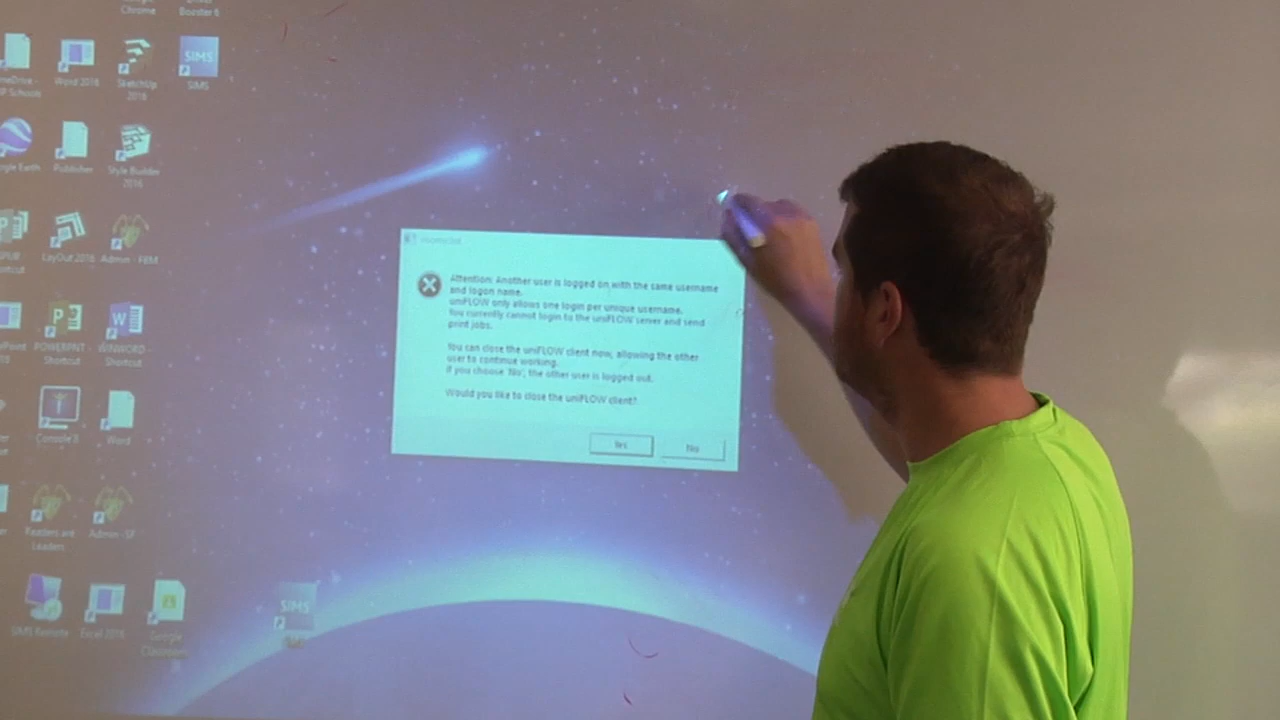 Chrome
Booster 6
Word 2016
SketchUp
2016
SIMS
SIMS
Publisher
Style Builder
2016
LayOut 2016
Admin - FBM
POWERPNT -
Shortcut
WINWORD -
Shortcut
Word
Readers are
Leaders
Admin - SF
SIMS Remote
Excel 2016
Google
Classroom
SIMS
Attention: Another user is logged on with the same username
and logon name.
uniFLOW only allows one login per unique username.
You currently cannot login to the uniFLOW server and send
print jobs.
You can close the uniFLOW client now, allowing the other
user to continue working.
If you choose 'No', the other user is logged out.
Would you like to close the uniFLOW client?
Yes
No